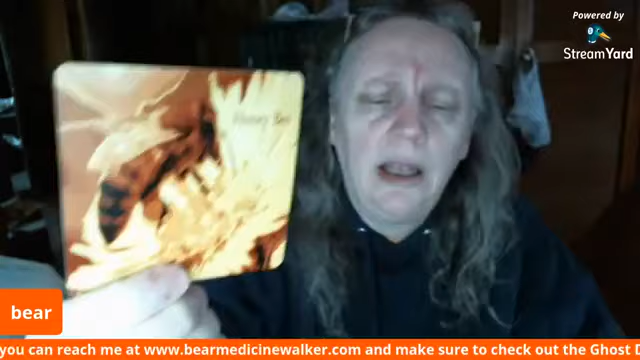 Powered by
StreamYard
Honey Bee
bear
you can reach me at www.bearmedicinewalker.com and make sure to check out the Ghost D